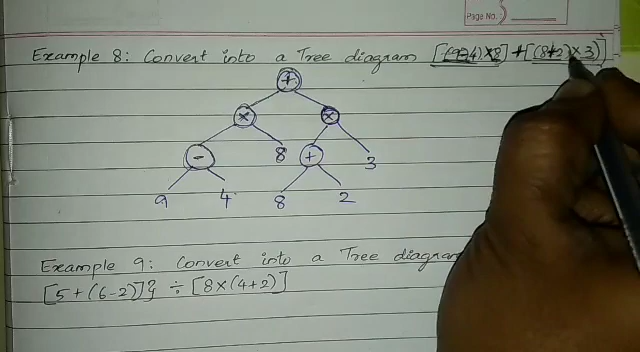 Page No.:
Example 8: Convert into a Tree diagram [(9-4)×8] + [(8+2)×3)]
+
× ×
- 8 + 3
9 4 8 2
Example 9: Convert into a Tree diagram
[5+(6-2)]} ÷ [8×(4+2)]